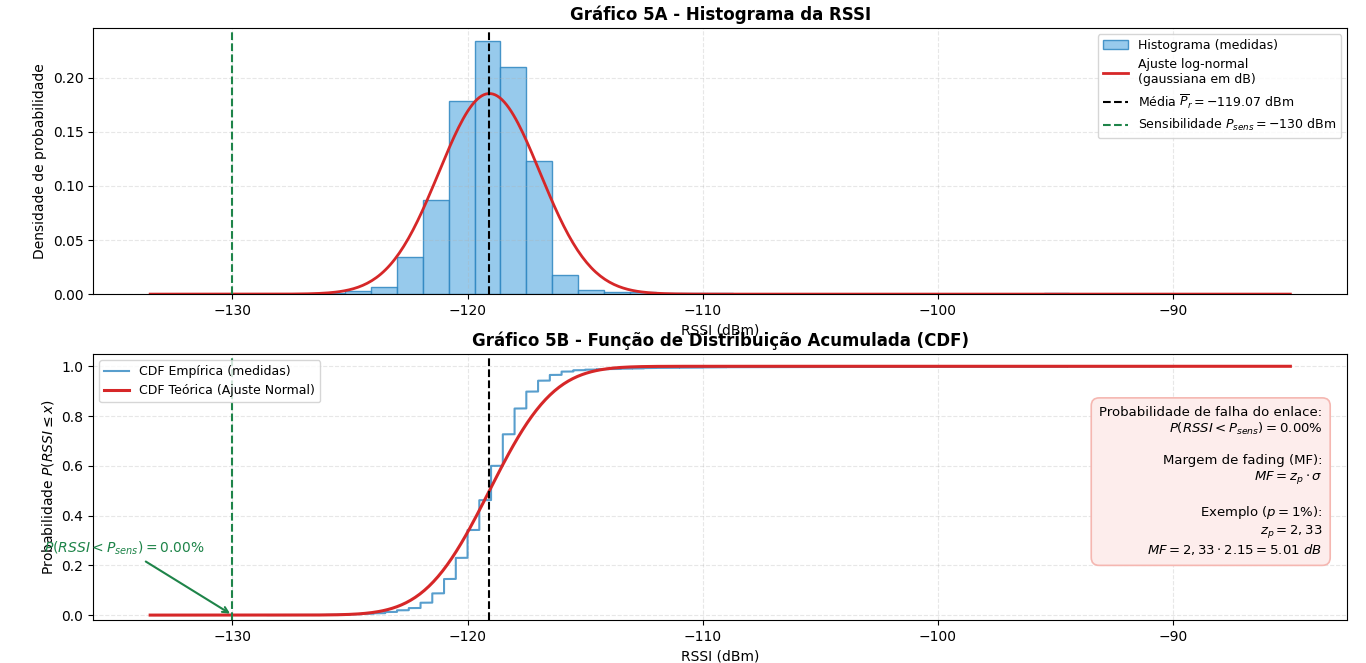 Gráfico 5A - Histograma da RSSI
Densidade de probabilidade
0.20
0.15
0.10
0.05
0.00
Histograma (medidas)
Ajuste log-normal
(gaussiana em dB)
Média P̅r = −119.07 dBm
Sensibilidade Psens = −130 dBm
−130
−120
−110
−100
−90
RSSI (dBm)
Gráfico 5B - Função de Distribuição Acumulada (CDF)
Probabilidade P(RSSI ≤ x)
1.0
0.8
0.6
0.4
0.2
0.0
CDF Empírica (medidas)
CDF Teórica (Ajuste Normal)
P(RSSI < Psens) = 0.00%
Probabilidade de falha do enlace:
P(RSSI < Psens) = 0.00%
Margem de fading (MF):
MF = zp · σ
Exemplo (p = 1%):
zp = 2, 33
MF = 2, 33 · 2.15 = 5.01 dB
−130
−120
−110
−100
−90
RSSI (dBm)